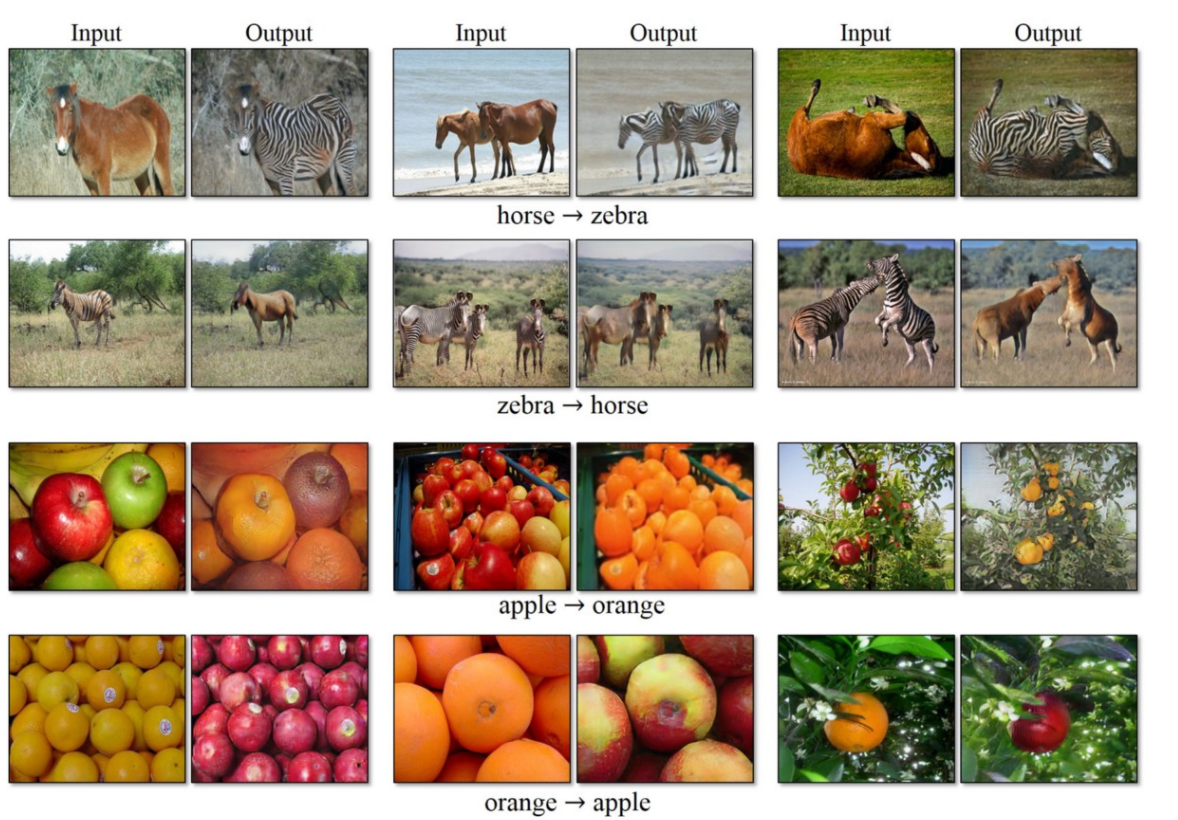 Input Output Input Output Input Output
horse → zebra
zebra → horse
apple → orange
orange → apple